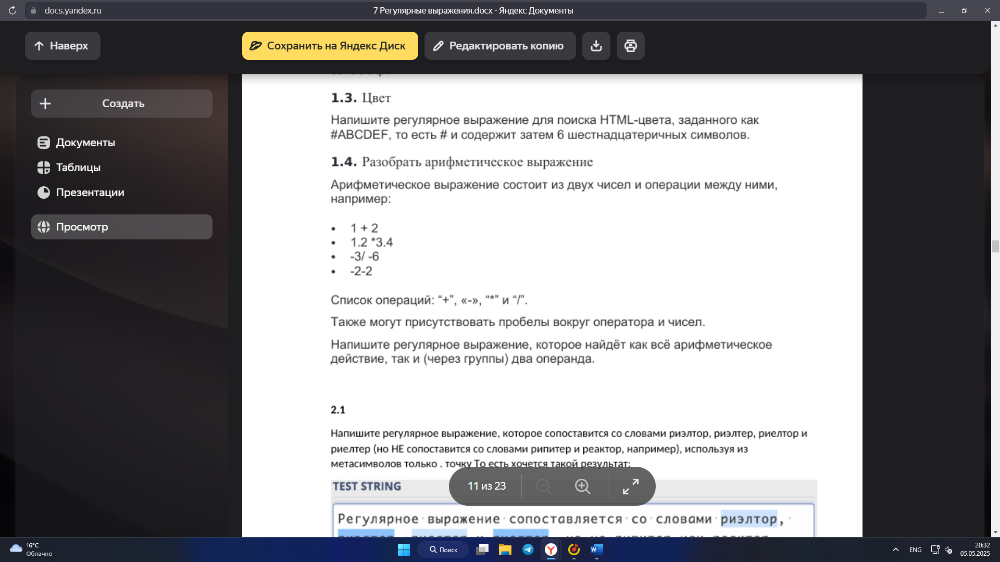 docs.yandex.ru
7 Регулярные выражения.docx - Яндекс Документы
Наверх
Сохранить на Яндекс Диск
Редактировать копию
Создать
Документы
Таблицы
Презентации
Просмотр
1.3. Цвет
Напишите регулярное выражение для поиска HTML-цвета, заданного как
#ABCDEF, то есть # и содержит затем 6 шестнадцатеричных символов.
1.4. Разобрать арифметическое выражение
Арифметическое выражение состоит из двух чисел и операции между ними,
например:
• 1 + 2
• 1.2 *3.4
• -3/ -6
• -2-2
Список операций: “+”, «-», “*” и “/”.
Также могут присутствовать пробелы вокруг оператора и чисел.
Напишите регулярное выражение, которое найдёт как всё арифметическое
действие, так и (через группы) два операнда.
2.1
Напишите регулярное выражение, которое сопоставится со словами риэлтор, риэлтер, риелтор и
риелтер (но НЕ сопоставится со словами рипитер и реактор, например), используя из
метасимволов только . точку То есть хочется такой результат:
TEST STRING
11 из 23
Регулярное·выражение·сопоставляется·со·словами·риэлтор,·
16°C
Облачно
Поиск
ENG
20:32
05.05.2025